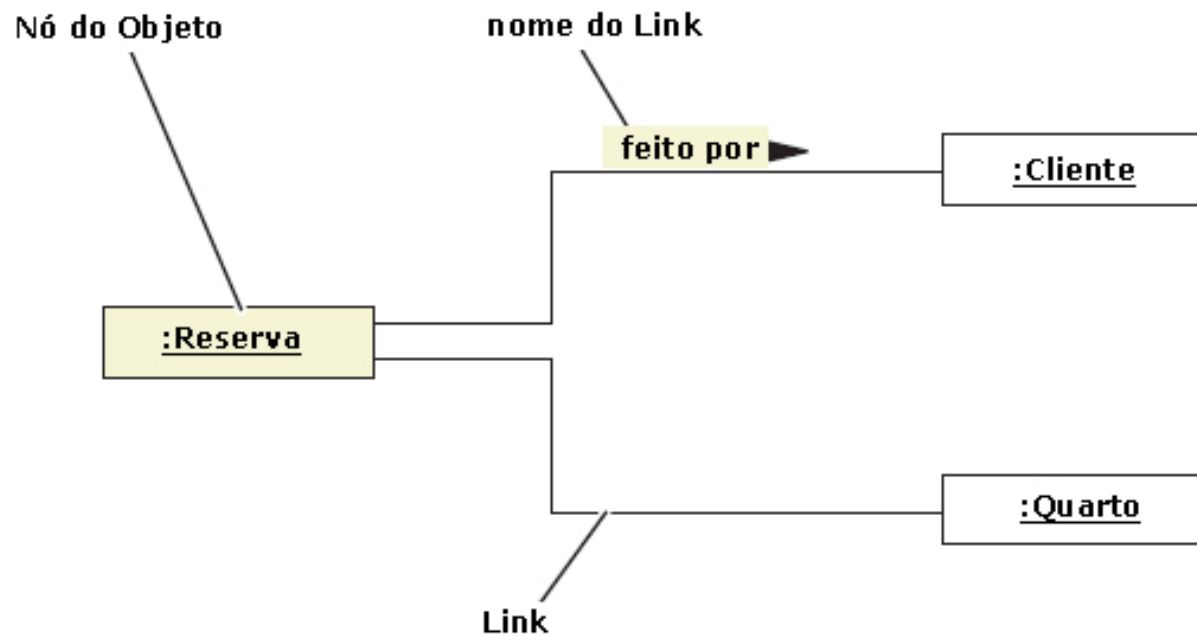 Nó do Objeto
nome do Link
feito por
:Cliente
:Reserva
:Quarto
Link